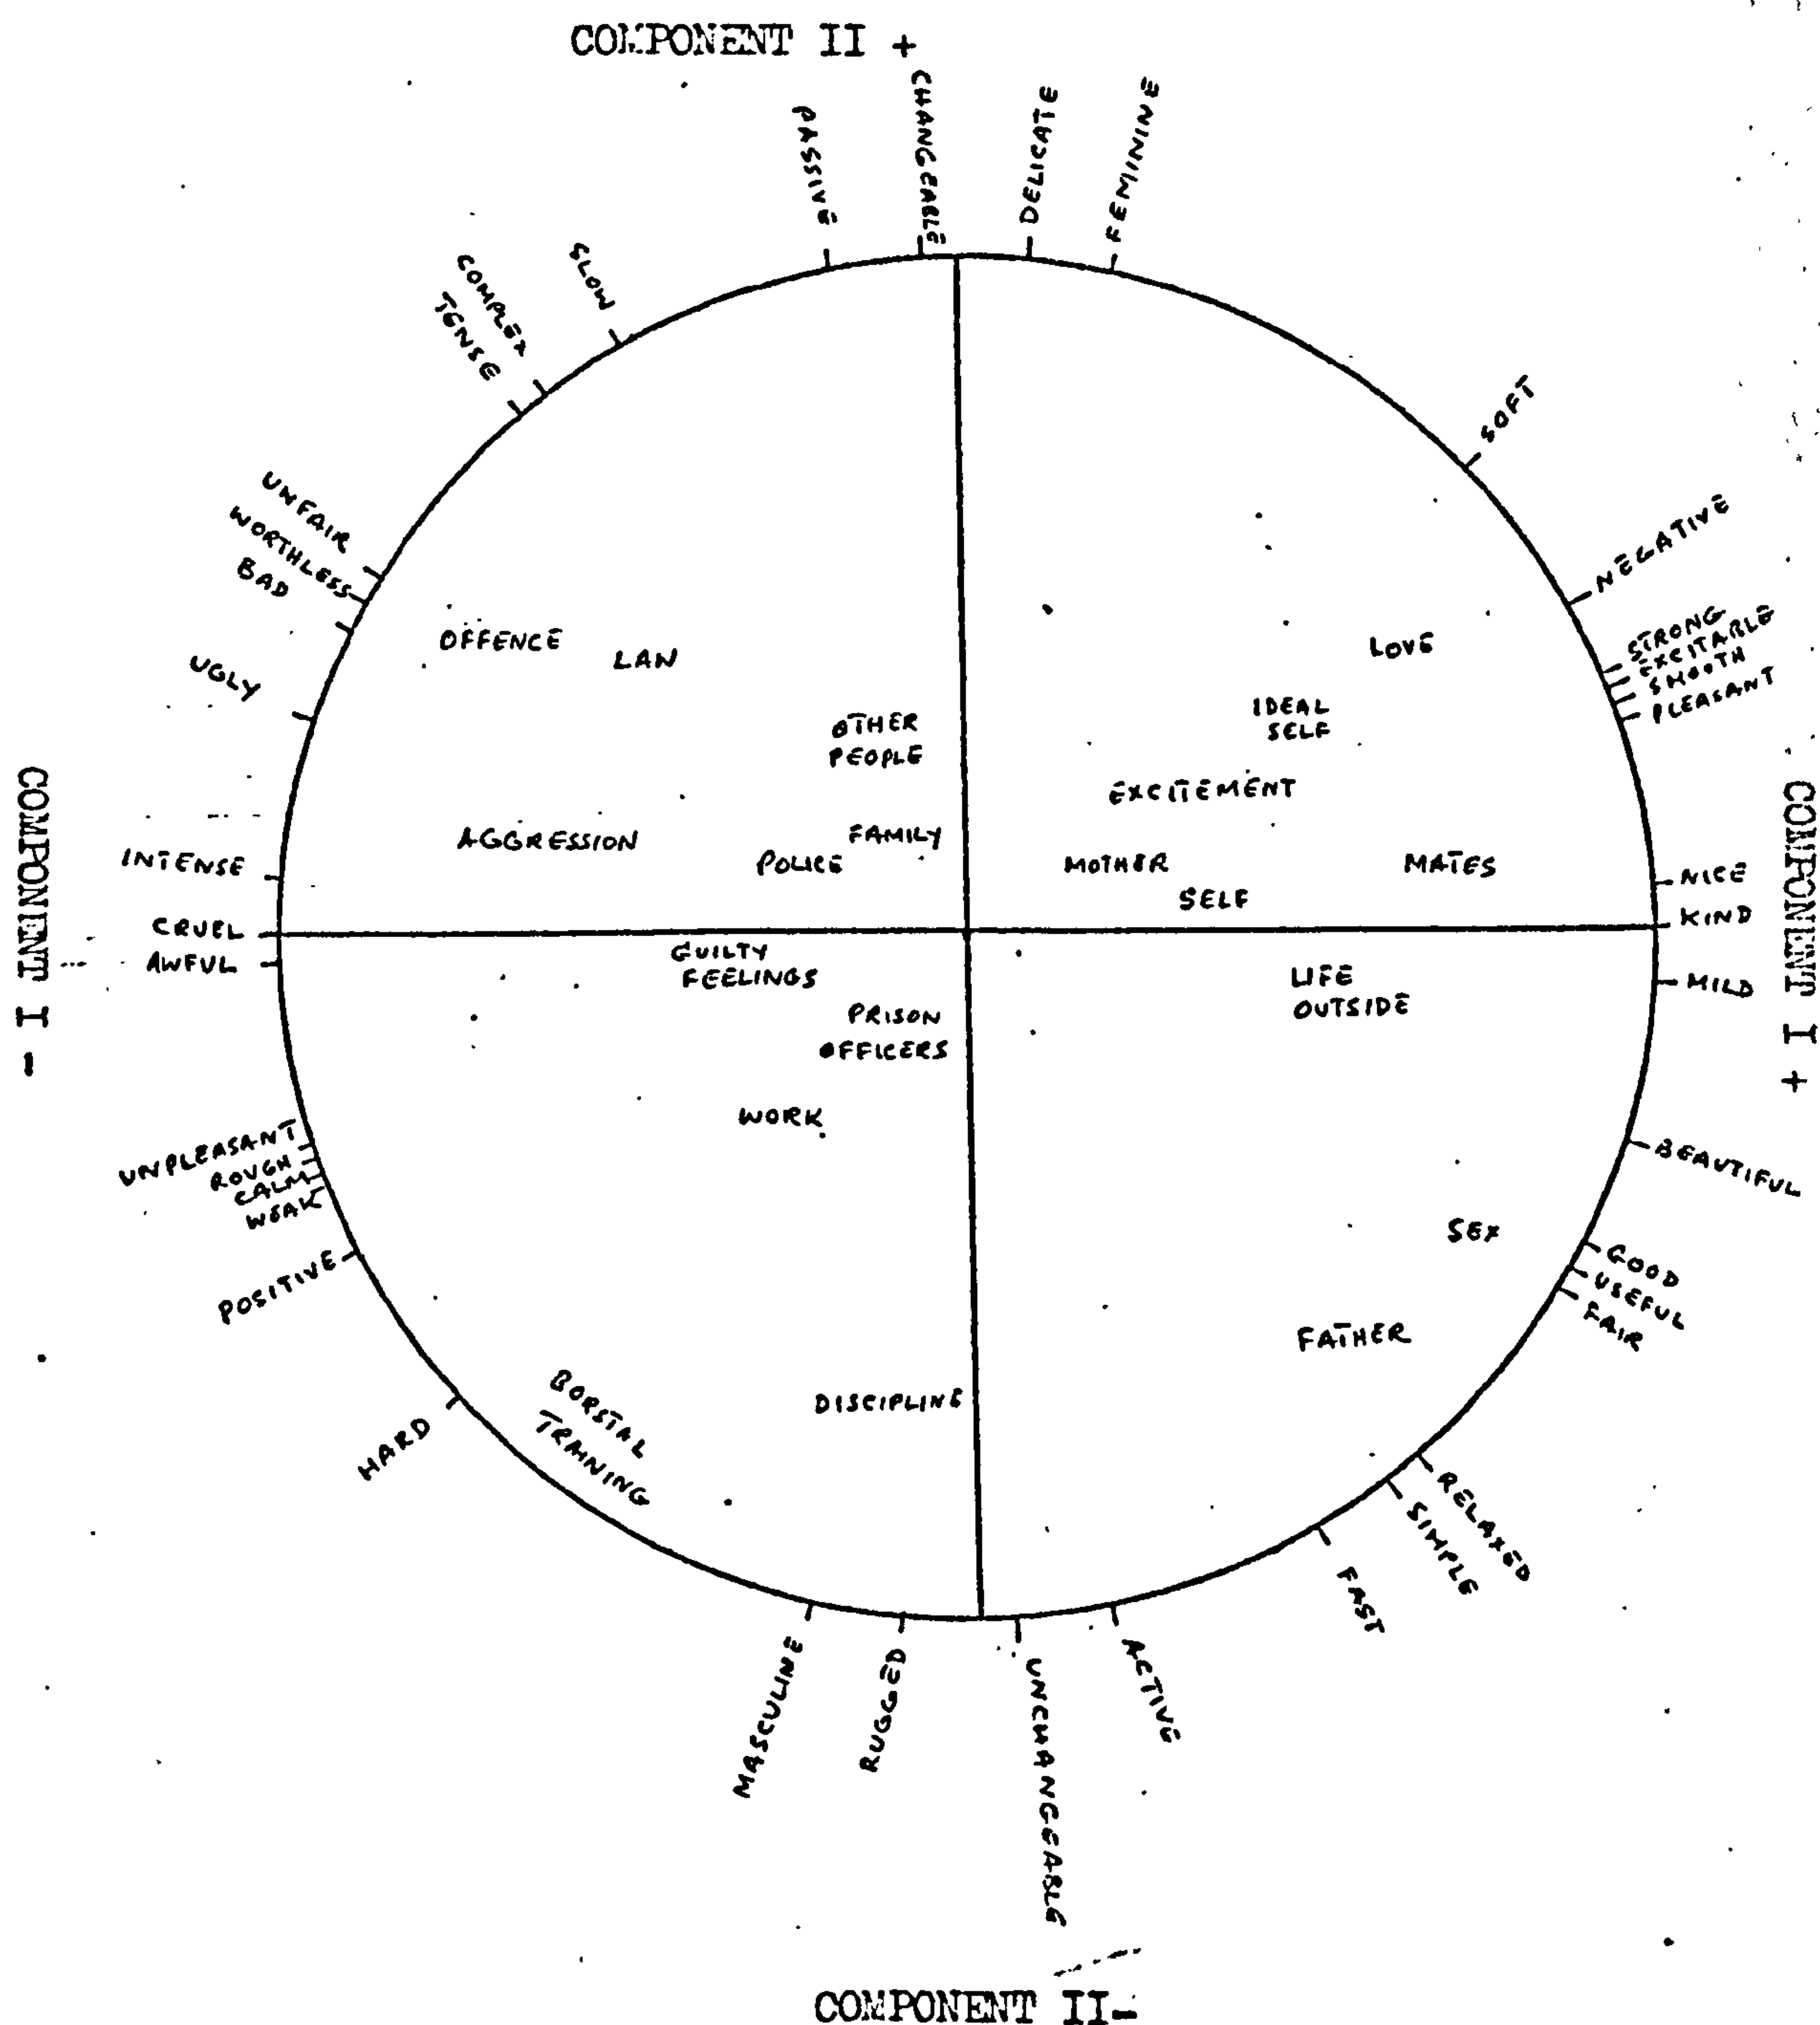 COMPONENT II +
PASSIVE
CHANGEABLE
DELICATE
FEMININE
SLOW
COMPLEX
TENSE
SOFT
UNFAIR
WORTHLESS
BAD
UGLY
NEGATIVE
STRONG
EXCITABLE
SMOOTH
PLEASANT
OFFENCE
LAW
LOVE
OTHER
PEOPLE
IDEAL
SELF
EXCITEMENT
AGGRESSION
FAMILY
POLICE
MOTHER
MATES
SELF
INTENSE
CRUEL
AWFUL
NICE
KIND
MILD
COMPONENT I -
COMPONENT I +
GUILTY
FEELINGS
LIFE
OUTSIDE
PRISON
OFFICERS
WORK
UNPLEASANT
ROUGH
CALM
WEAK
POSITIVE
BEAUTIFUL
SEX
GOOD
USEFUL
FAIR
FATHER
DISCIPLINE
BORSTAL
TRAINING
HARD
RELAXED
SIMPLE
FAST
MASCULINE
RUGGED
UNCHANGEABLE
ACTIVE
COMPONENT II-